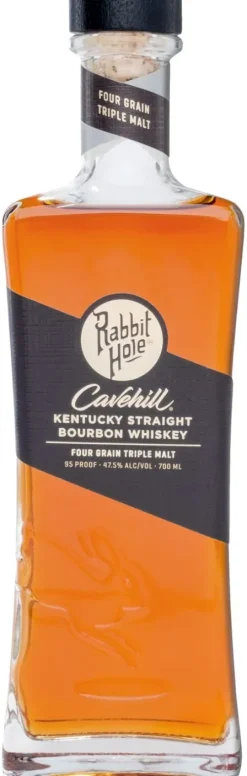 FOUR GRAIN
TRIPLE MALT
Rabbit
Hole
Cavehill®
KENTUCKY STRAIGHT
BOURBON WHISKEY
FOUR GRAIN TRIPLE MALT
95 PROOF · 47.5% ALC/VOL · 700 ML